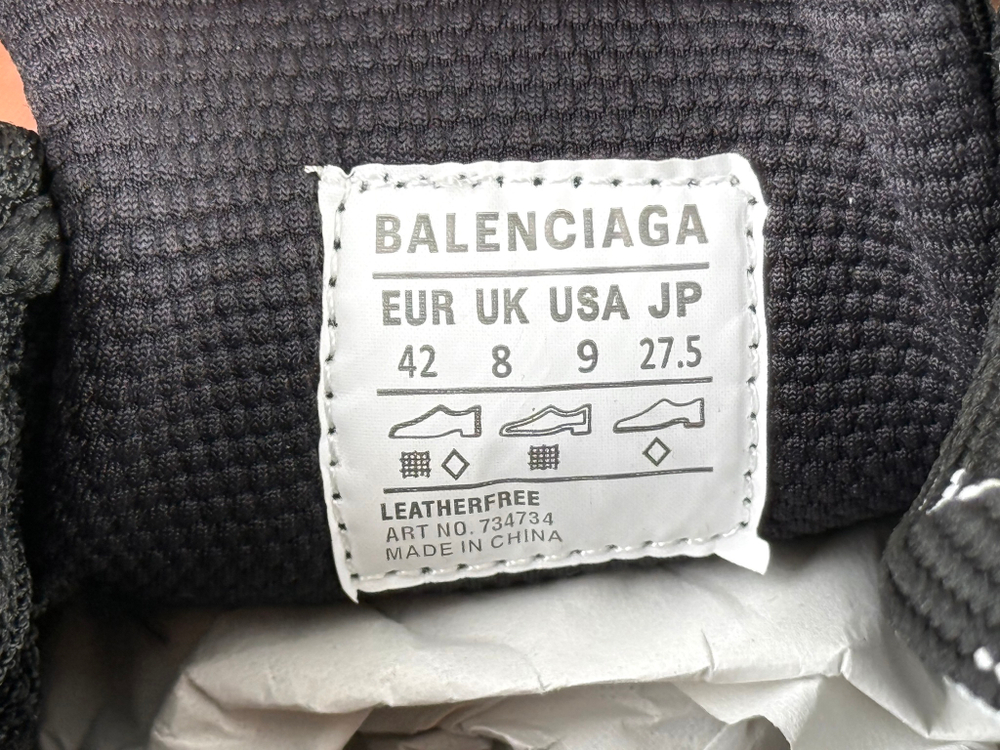 BALENCIAGA
EUR UK USA JP
42 8 9 27.5
LEATHERFREE
ART NO. 734734
MADE IN CHINA